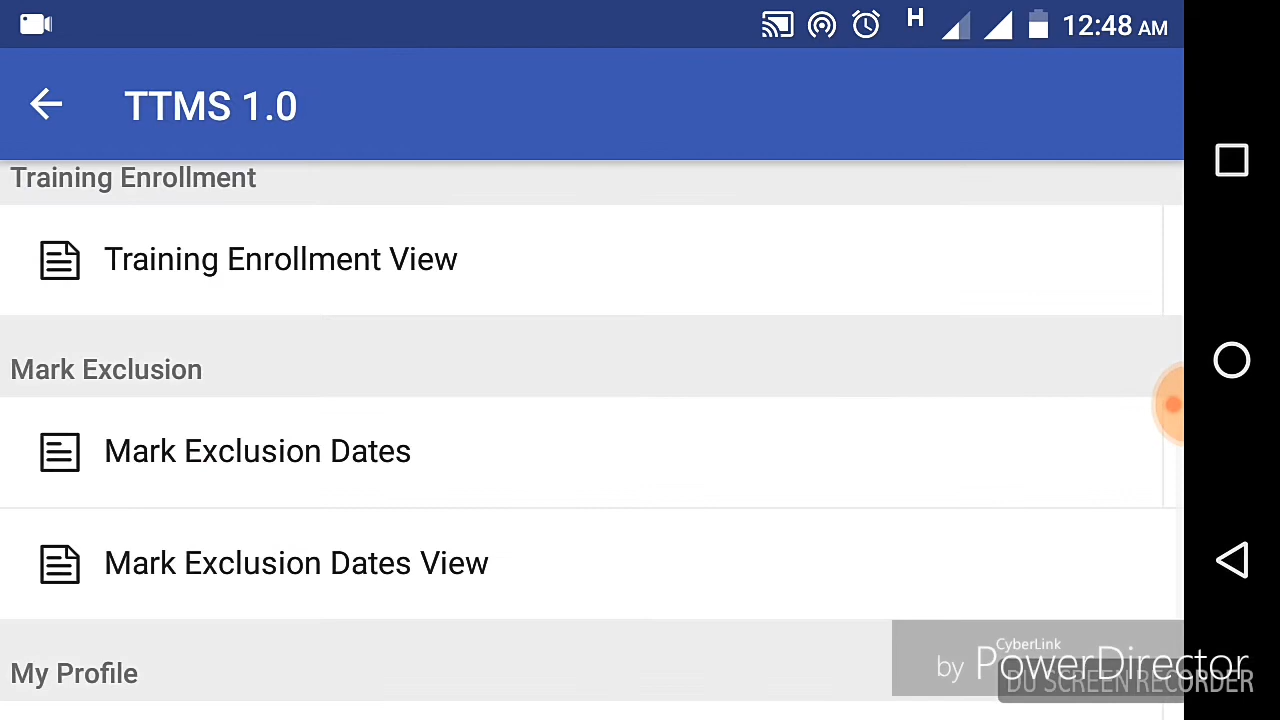 H 12:48 AM
TTMS 1.0
Training Enrollment
Training Enrollment View
Mark Exclusion
Mark Exclusion Dates
Mark Exclusion Dates View
My Profile
CyberLink
by PowerDirector
DU SCREEN RECORDER